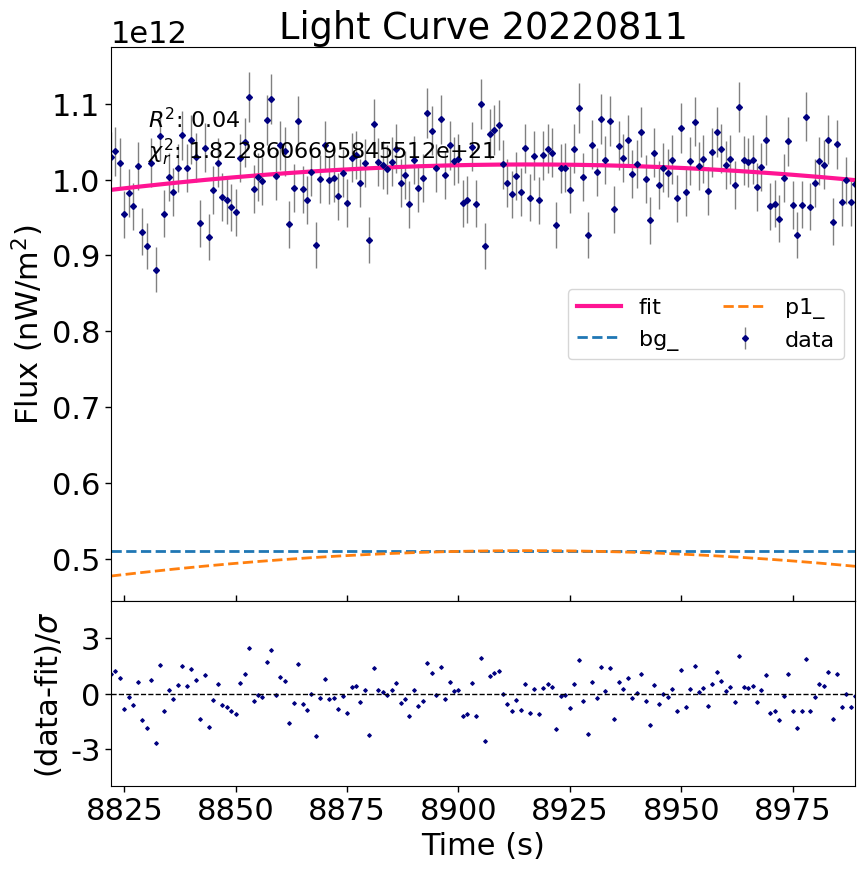 Light Curve 20220811
1e12
R²: 0.04
χ²ᵣ: 1.8222860669584 5512e+21
1.1
1.0
0.9
0.8
0.7
0.6
0.5
Flux (nW/m²)
fit
p1_
bg_
data
3
0
-3
(data-fit)/σ
8825
8850
8875
8900
8925
8950
8975
Time (s)